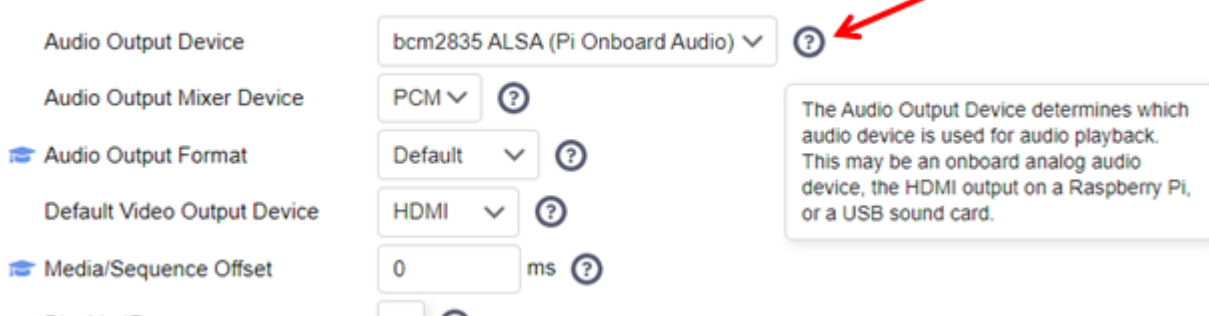 Audio Output Device bcm2835 ALSA (Pi Onboard Audio)
Audio Output Mixer Device PCM
The Audio Output Device determines which
audio device is used for audio playback.
This may be an onboard analog audio
device, the HDMI output on a Raspberry Pi,
or a USB sound card.
Audio Output Format Default
Default Video Output Device HDMI
Media/Sequence Offset 0 ms